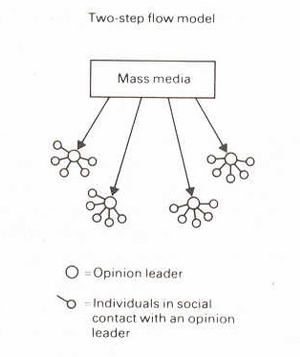 Two-step flow model
Mass media
= Opinion leader
= Individuals in social
contact with an opinion
leader